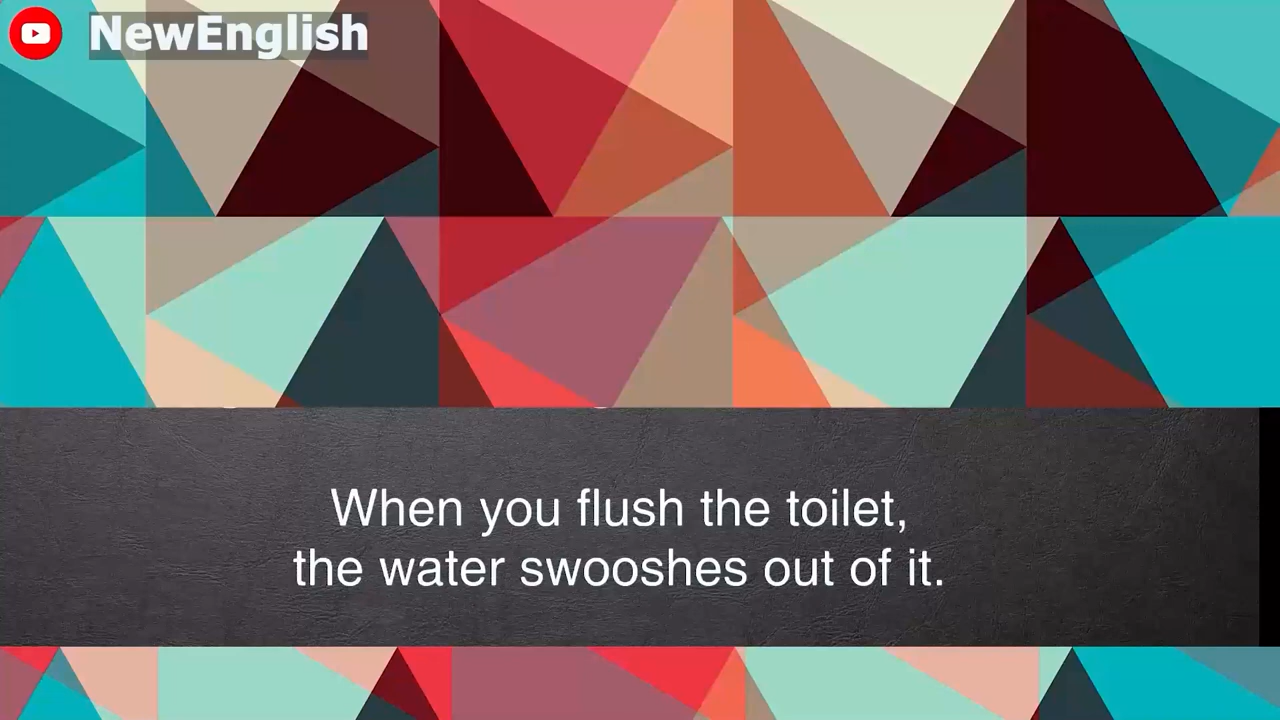 NewEnglish
When you flush the toilet,
the water swooshes out of it.